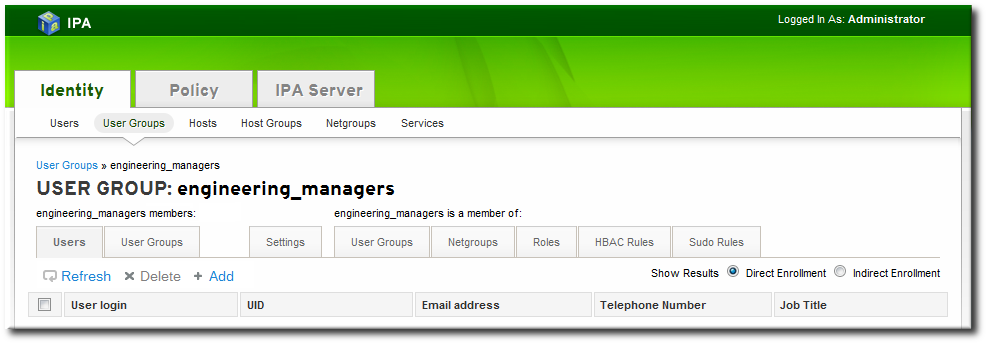 IPA
Logged In As: Administrator
Identity Policy IPA Server
Users User Groups Hosts Host Groups Netgroups Services
User Groups » engineering_managers
USER GROUP: engineering_managers
engineering_managers members: engineering_managers is a member of:
Users User Groups Settings User Groups Netgroups Roles HBAC Rules Sudo Rules
Refresh Delete Add Show Results Direct Enrollment Indirect Enrollment
User login UID Email address Telephone Number Job Title